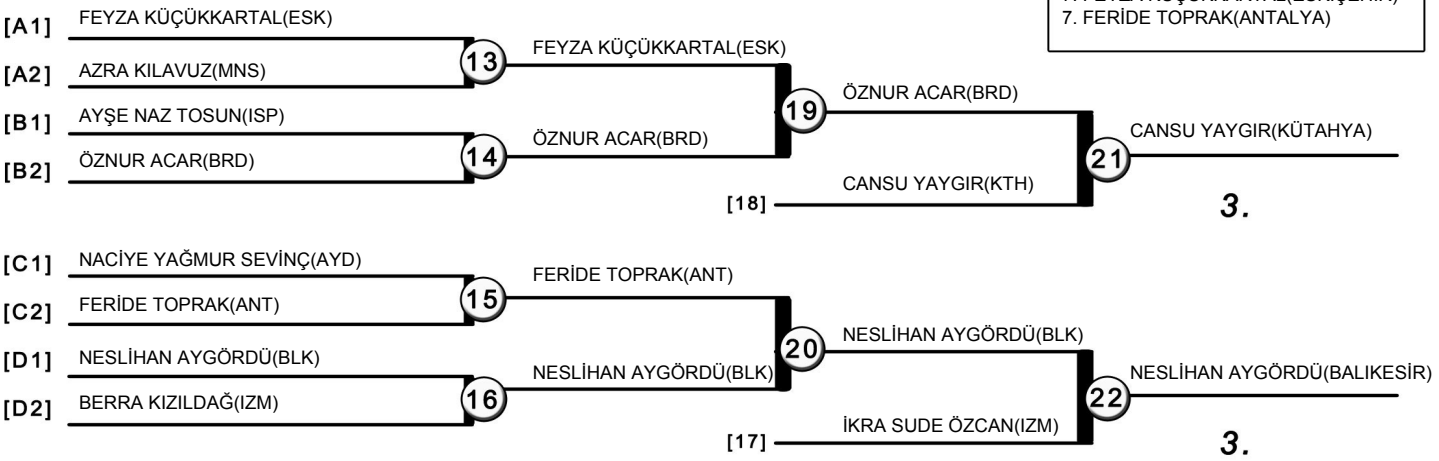 7. FERİDE TOPRAK(ANTALYA)
[A1] FEYZA KÜÇÜKKARTAL(ESK)
13
FEYZA KÜÇÜKKARTAL(ESK)
[A2] AZRA KILAVUZ(MNS)
19
ÖZNUR ACAR(BRD)
[B1] AYŞE NAZ TOSUN(ISP)
14
ÖZNUR ACAR(BRD)
[B2] ÖZNUR ACAR(BRD)
21
CANSU YAYGIR(KÜTAHYA)
[18] CANSU YAYGIR(KTH)
3.
[C1] NACİYE YAĞMUR SEVİNÇ(AYD)
15
FERİDE TOPRAK(ANT)
[C2] FERİDE TOPRAK(ANT)
20
NESLİHAN AYGÖRDÜ(BLK)
[D1] NESLİHAN AYGÖRDÜ(BLK)
16
NESLİHAN AYGÖRDÜ(BLK)
[D2] BERRA KIZILDAĞ(IZM)
22
NESLİHAN AYGÖRDÜ(BALIKESİR)
[17] İKRA SUDE ÖZCAN(IZM)
3.